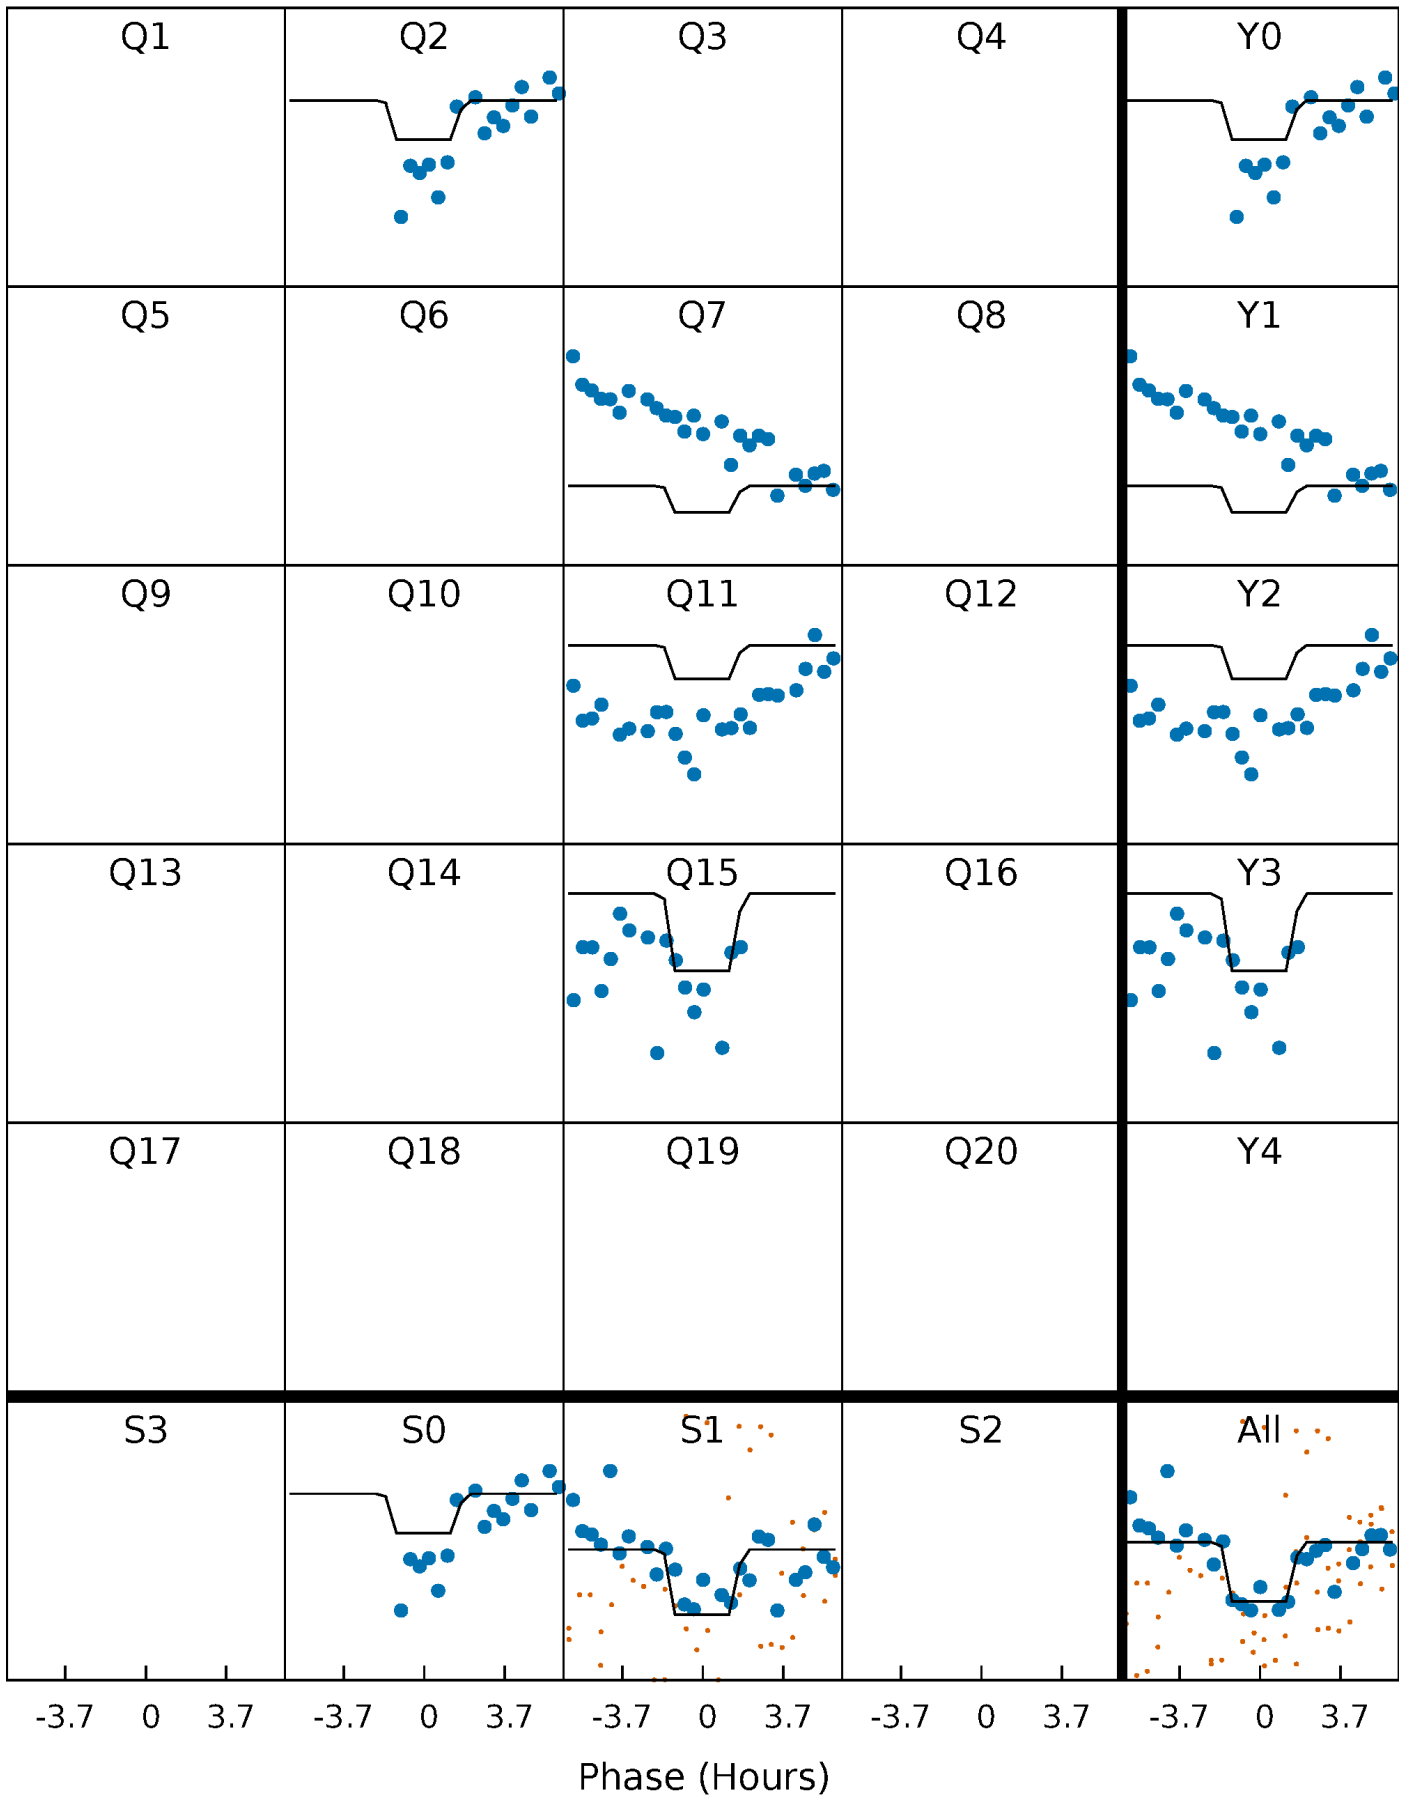 Q1 Q2 Q3 Q4 Y0
Q5 Q6 Q7 Q8 Y1
Q9 Q10 Q11 Q12 Y2
Q13 Q14 Q15 Q16 Y3
Q17 Q18 Q19 Q20 Y4
S3 S0 S1 S2 All
-3.7 0 3.7 -3.7 0 3.7 -3.7 0 3.7 -3.7 0 3.7 -3.7 0 3.7
Phase (Hours)